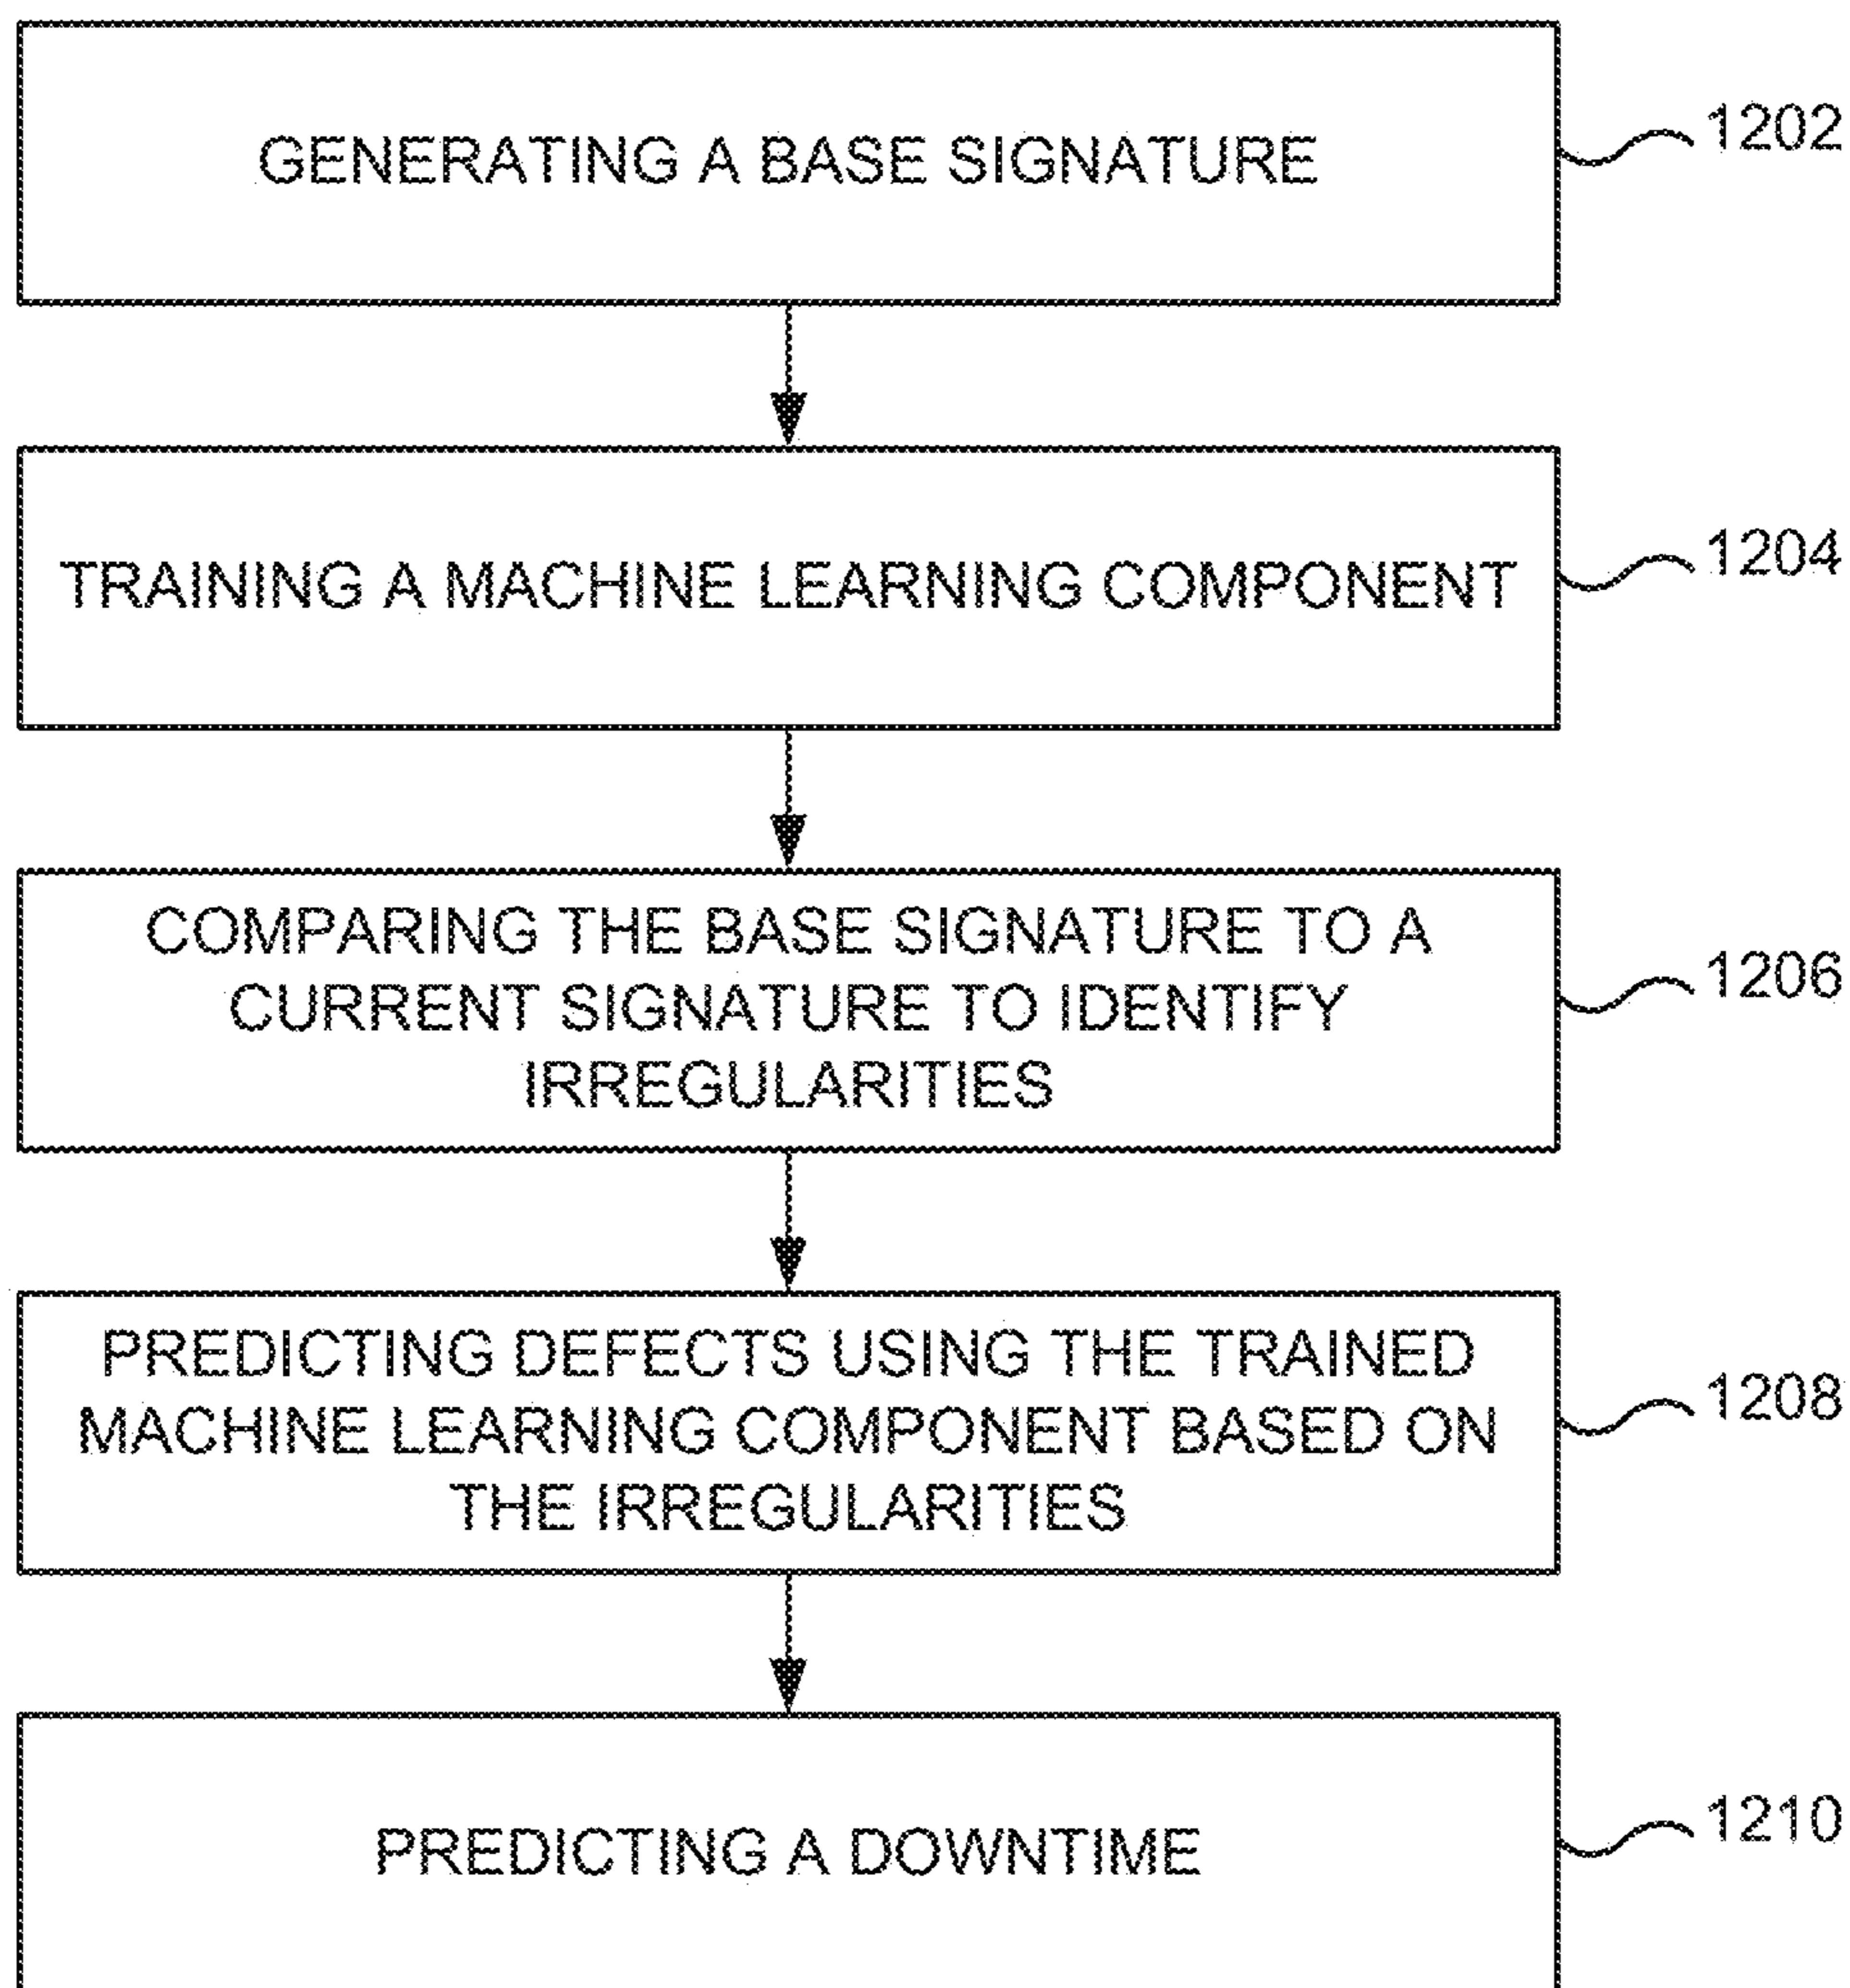 GENERATING A BASE SIGNATURE
1202
TRAINING A MACHINE LEARNING COMPONENT
1204
COMPARING THE BASE SIGNATURE TO A
CURRENT SIGNATURE TO IDENTIFY
IRREGULARITIES
1206
PREDICTING DEFECTS USING THE TRAINED
MACHINE LEARNING COMPONENT BASED ON
THE IRREGULARITIES
1208
PREDICTING A DOWNTIME
1210